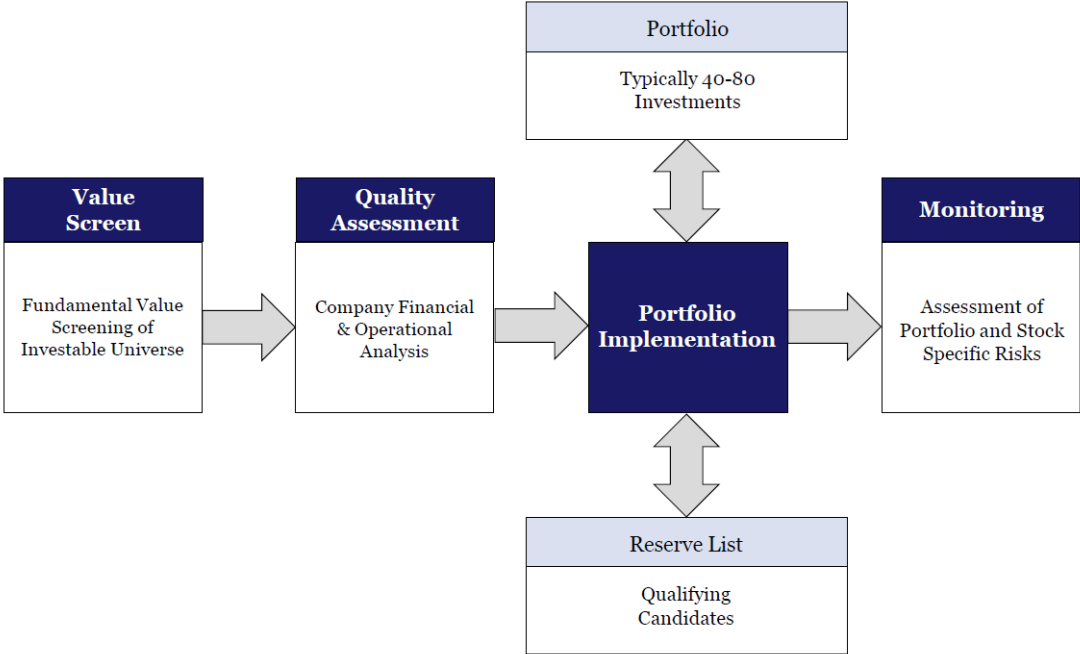 Portfolio
Typically 40-80
Investments
Value
Screen
Fundamental Value
Screening of
Investable Universe
Quality
Assessment
Company Financial
& Operational
Analysis
Portfolio
Implementation
Monitoring
Assessment of
Portfolio and Stock
Specific Risks
Reserve List
Qualifying
Candidates